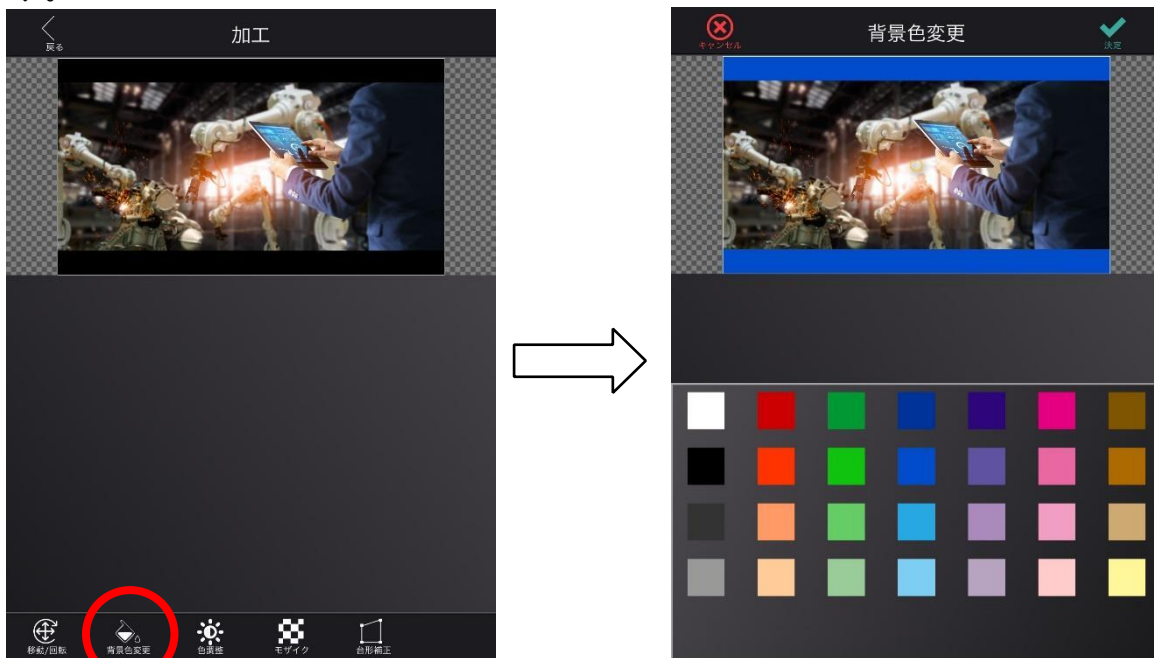 戻る
加工
移動/回転
背景色変更
色調整
モザイク
台形補正
キャンセル
背景色変更
決定